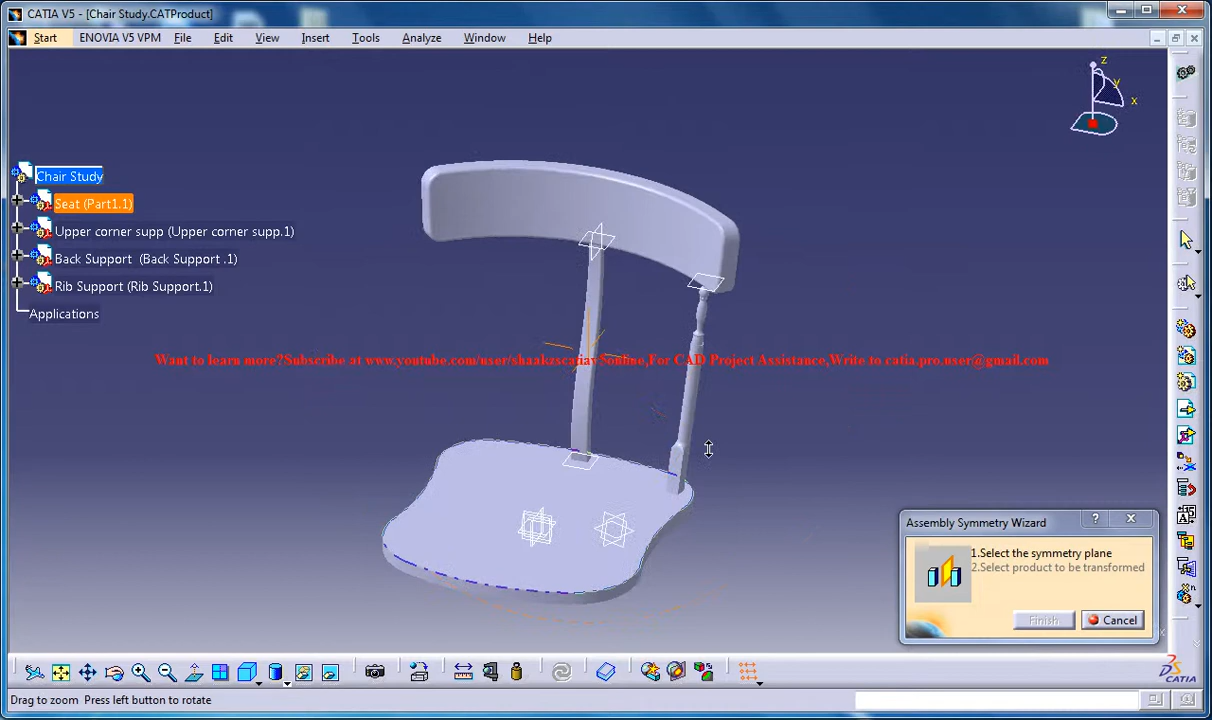 CATIA V5 - [Chair Study.CATProduct]
Start ENOVIA V5 VPM File Edit View Insert Tools Analyze Window Help
z
y
x
Chair Study
Seat (Part1.1)
Upper corner supp (Upper corner supp.1)
Back Support (Back Support .1)
Rib Support (Rib Support.1)
Applications
Want to learn more?Subscribe at www.youtube.com/user/shaakzscatiav5online,For CAD Project Assistance,Write to catia.pro.user@gmail.com
Assembly Symmetry Wizard
1.Select the symmetry plane
2.Select product to be transformed
Finish Cancel
CATIA
Drag to zoom Press left button to rotate